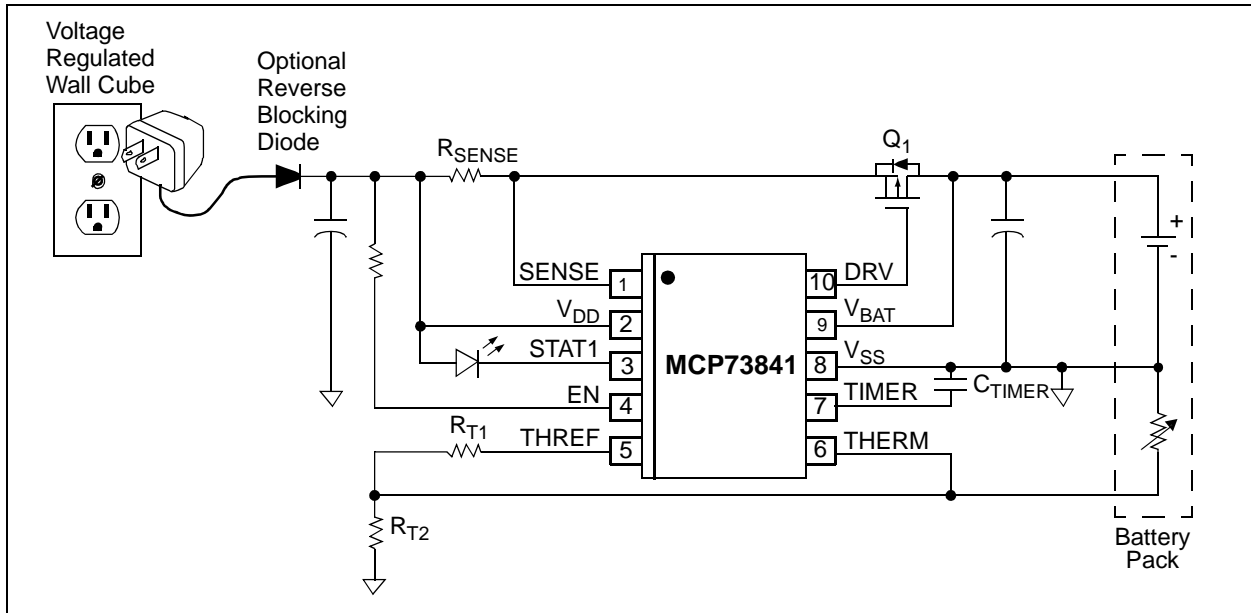 Voltage
Regulated
Wall Cube
Optional
Reverse
Blocking
Diode
RSENSE
Q1
+
-
SENSE
1
10
DRV
VDD
2
9
VBAT
STAT1
3
MCP73841
8
VSS
EN
4
7
TIMER
CTIMER
RT1
THREF
5
6
THERM
RT2
Battery
Pack